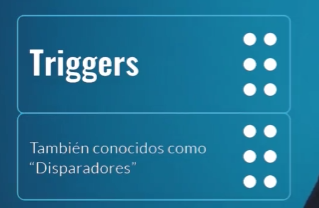 Triggers
También conocidos como
“Disparadores”